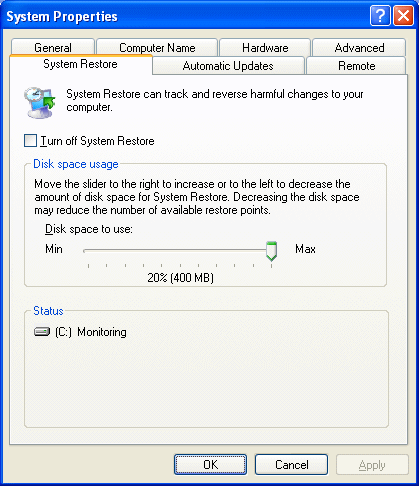 System Properties
General Computer Name Hardware Advanced
System Restore Automatic Updates Remote
System Restore can track and reverse harmful changes to your
computer.
Turn off System Restore
Disk space usage
Move the slider to the right to increase or to the left to decrease the
amount of disk space for System Restore. Decreasing the disk space
may reduce the number of available restore points.
Disk space to use:
Min Max
20% (400 MB)
Status
(C:) Monitoring
OK Cancel Apply